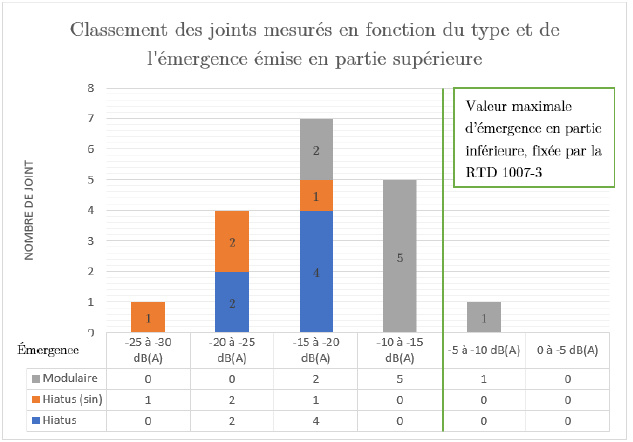 Classement des joints mesurés en fonction du type et de
l'émergence émise en partie supérieure
8
7
6
5
4
3
2
1
0
NOMBRE DE JOINT
Valeur maximale
d'émergence en partie
inférieure, fixée par la
RTD 1007-3
1
2
2
2
1
4
5
1
Émergence
-25 à -30 dB(A)
-20 à -25 dB(A)
-15 à -20 dB(A)
-10 à -15 dB(A)
-5 à -10 dB(A)
0 à -5 dB(A)
Modulaire 0 0 2 5 1 0
Hiatus (sin) 1 2 1 0 0 0
Hiatus 0 2 4 0 0 0